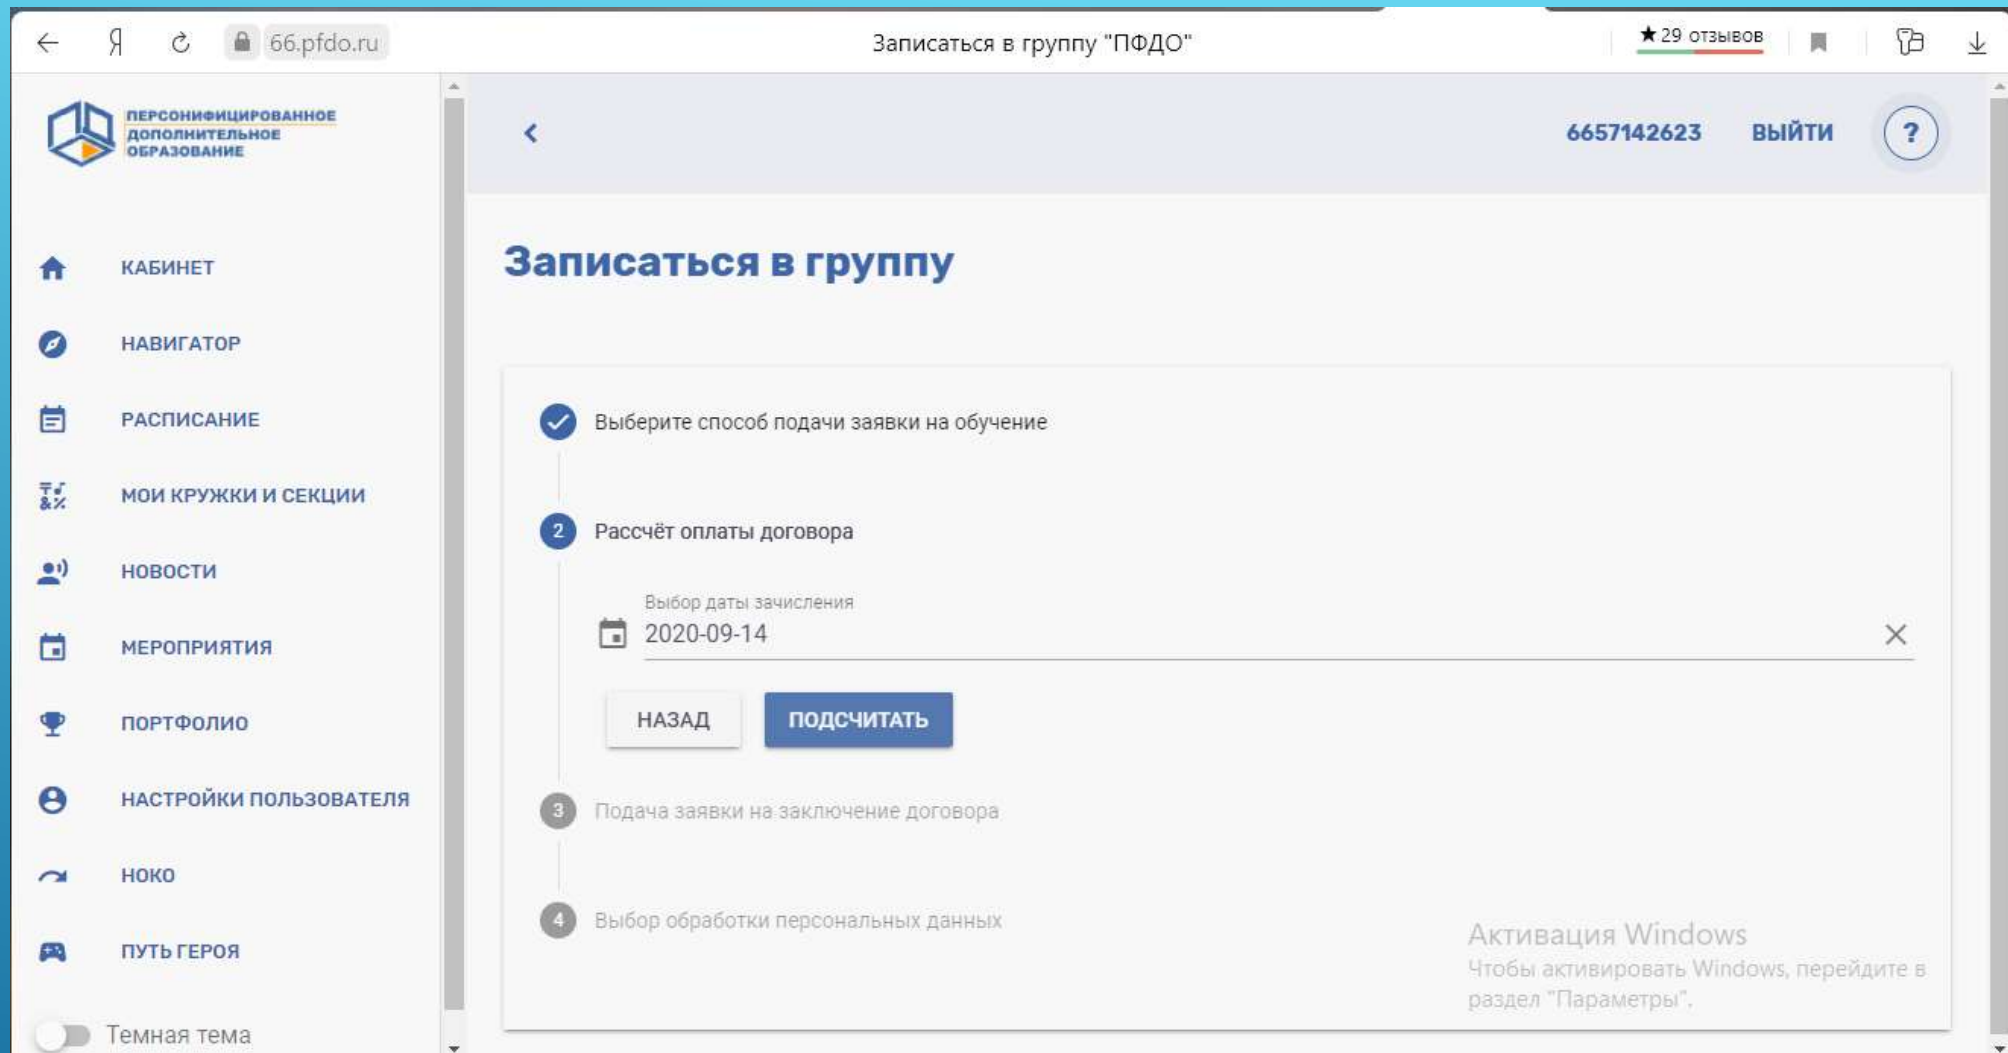 Я
66.pfdo.ru
Записаться в группу "ПФДО"
★29 отзывов
ПЕРСОНИФИЦИРОВАННОЕ
ДОПОЛНИТЕЛЬНОЕ
ОБРАЗОВАНИЕ
6657142623
ВЫЙТИ
?
КАБИНЕТ
НАВИГАТОР
РАСПИСАНИЕ
МОИ КРУЖКИ И СЕКЦИИ
НОВОСТИ
МЕРОПРИЯТИЯ
ПОРТФОЛИО
НАСТРОЙКИ ПОЛЬЗОВАТЕЛЯ
НОКО
ПУТЬ ГЕРОЯ
Темная тема
Записаться в группу
Выберите способ подачи заявки на обучение
2 Рассчёт оплаты договора
Выбор даты зачисления
2020-09-14
НАЗАД
ПОДСЧИТАТЬ
3 Подача заявки на заключение договора
4 Выбор обработки персональных данных
Активация Windows
Чтобы активировать Windows, перейдите в
раздел "Параметры".